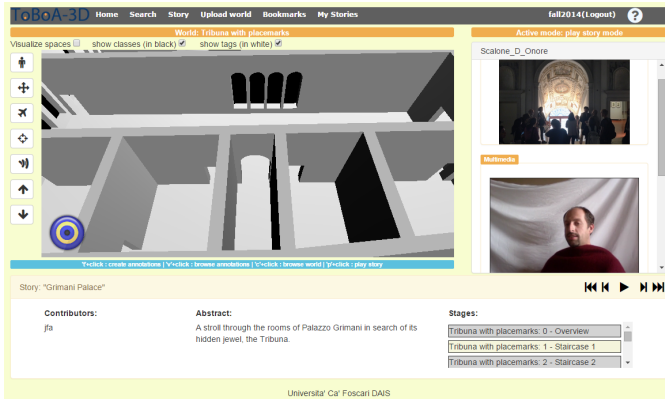 ToBoA-3D Home Search Story Upload world Bookmarks My Stories fall2014(Logout) ?
World: Tribuna with placemarks
Active mode: play story mode
Visualize spaces show classes (in black) show tags (in white)
Scalone_D_Onore
Multimedia
'f'+click : create annotations | 'v'+click : browse annotations | 'c'+click : browse world | 'p'+click : play story
Story: "Grimani Palace"
Contributors:
jfa
Abstract:
A stroll through the rooms of Palazzo Grimani in search of its
hidden jewel, the Tribuna.
Stages:
Tribuna with placemarks: 0 - Overview
Tribuna with placemarks: 1 - Staircase 1
Tribuna with placemarks: 2 - Staircase 2
Universita' Ca' Foscari DAIS